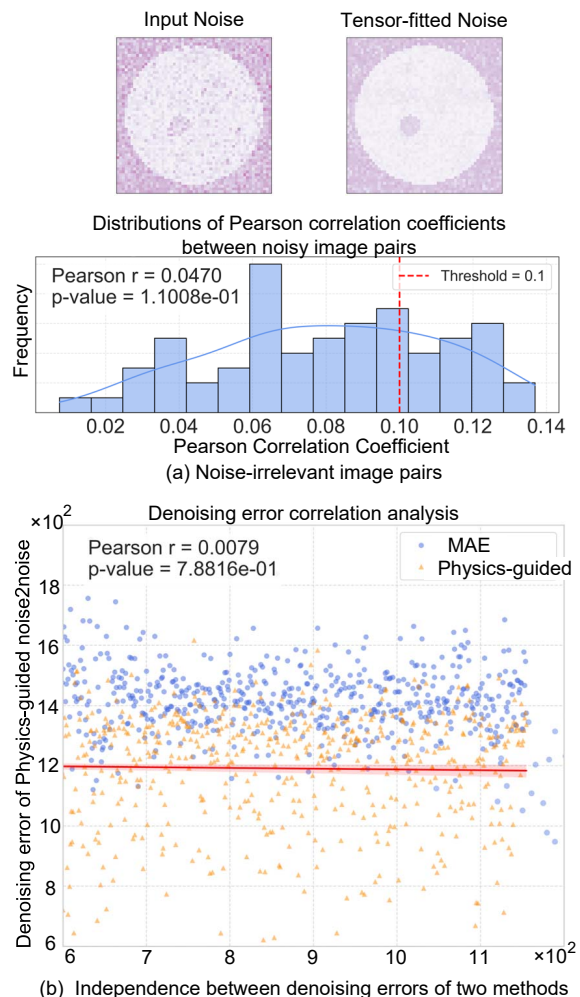 Input Noise
Tensor-fitted Noise
Distributions of Pearson correlation coefficients
between noisy image pairs
Pearson r = 0.0470
p-value = 1.1008e-01
Threshold = 0.1
Frequency
0.02 0.04 0.06 0.08 0.10 0.12 0.14
Pearson Correlation Coefficient
(a) Noise-irrelevant image pairs
Denoising error correlation analysis
×10²
Pearson r = 0.0079
p-value = 7.8816e-01
MAE
Physics-guided
Denoising error of Physics-guided noise2noise
18
16
14
12
10
8
6
6 7 8 9 10 11 ×10²
(b) Independence between denoising errors of two methods